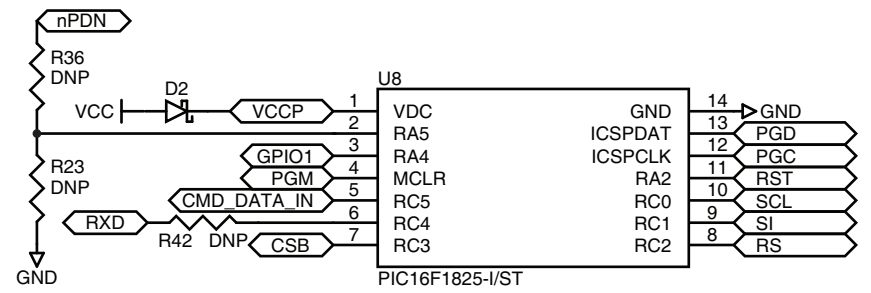 nPDN
R36
DNP
D2
U8
VCC VCCP 1 VDC GND 14 GND
2 RA5 ICSPDAT 13 PGD
GPIO1 3 RA4 ICSPCLK 12 PGC
R23
DNP
PGM 4 MCLR RA2 11 RST
CMD_DATA_IN 5 RC5 RC0 10 SCL
RXD 6 RC4 RC1 9 SI
R42 DNP CSB 7 RC3 RC2 8 RS
GND
PIC16F1825-I/ST